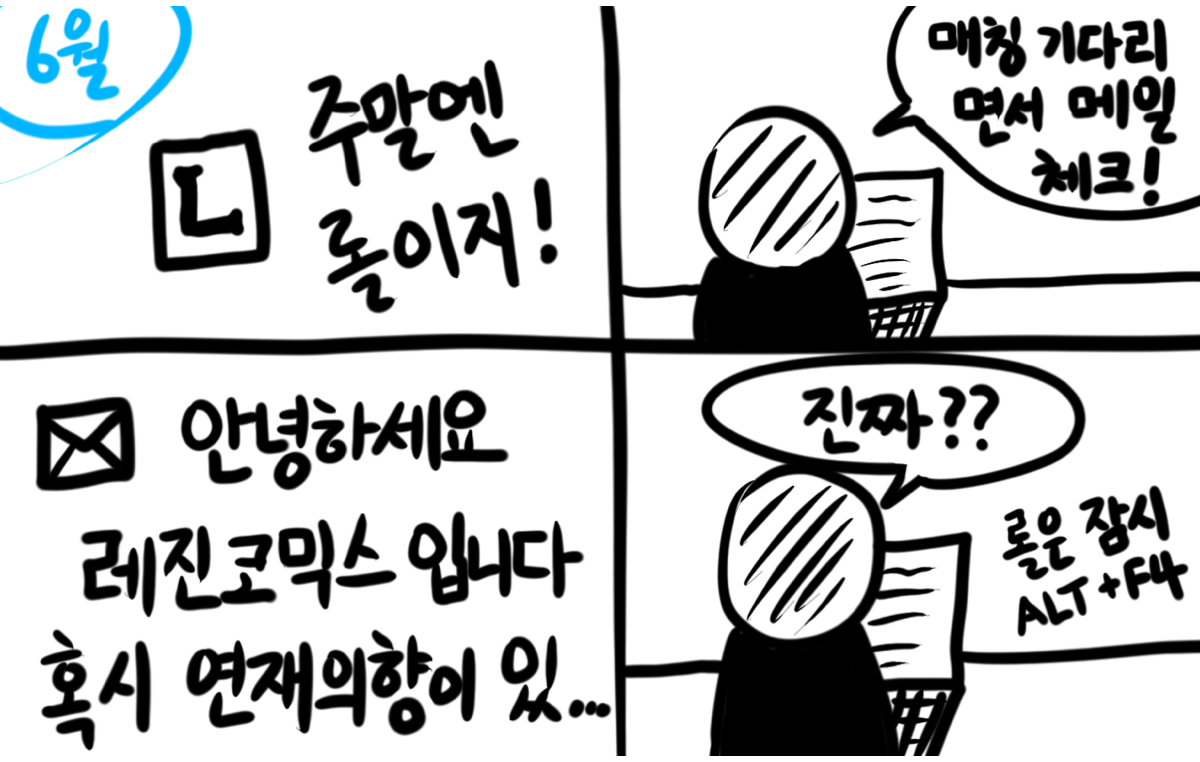 6월
L
주말엔
롤이지!
매칭 기다리
면서 메일
체크!
안녕하세요
레진코믹스 입니다
혹시 연재의향이 있...
진짜??
롤은 잠시
ALT+F4